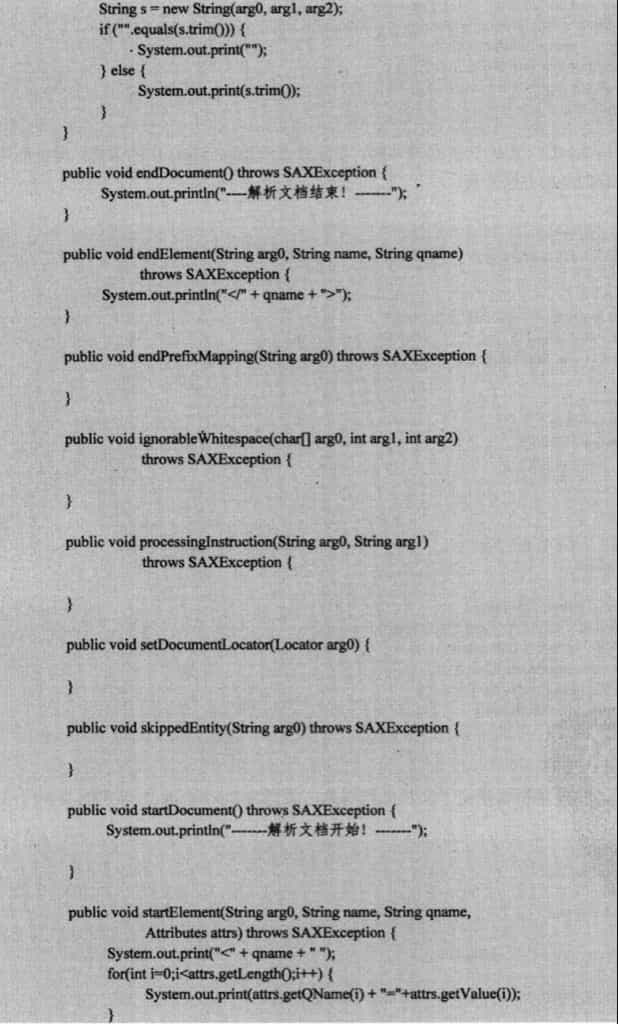 String s = new String(arg0, arg1, arg2);
if ("".equals(s.trim())) {
System.out.print("");
} else {
System.out.print(s.trim());
}
}
public void endDocument() throws SAXException {
System.out.println("----解析文档结束！-------");
}
public void endElement(String arg0, String name, String qname)
throws SAXException {
System.out.println("</" + qname + ">");
}
public void endPrefixMapping(String arg0) throws SAXException {
}
public void ignorableWhitespace(char[] arg0, int arg1, int arg2)
throws SAXException {
}
public void processingInstruction(String arg0, String arg1)
throws SAXException {
}
public void setDocumentLocator(Locator arg0) {
}
public void skippedEntity(String arg0) throws SAXException {
}
public void startDocument() throws SAXException {
System.out.println("-------解析文档开始！-------");
}
public void startElement(String arg0, String name, String qname,
Attributes attrs) throws SAXException {
System.out.print("<" + qname + " ");
for(int i=0;i<attrs.getLength();i++) {
System.out.print(attrs.getQName(i) + "="+attrs.getValue(i));
}